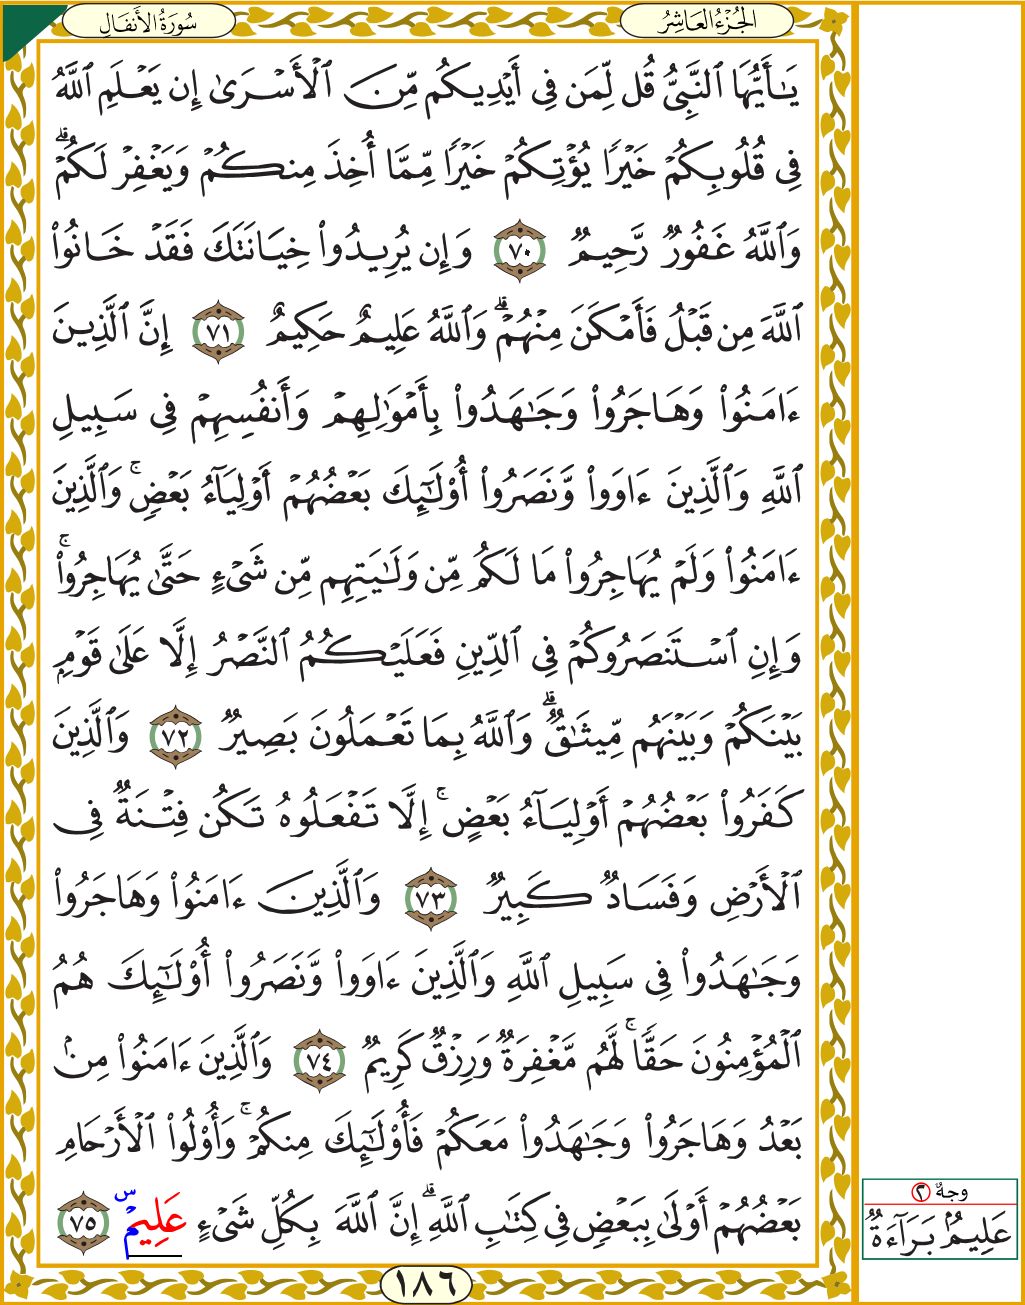 سُورَةُ الأَنفَالِ
الجُزْءُ العَاشِرُ
يَٰٓأَيُّهَا ٱلنَّبِيُّ قُل لِّمَن فِىٓ أَيْدِيكُم مِّنَ ٱلْأَسْرَىٰٓ إِن يَعْلَمِ ٱللَّهُ
فِى قُلُوبِكُمْ خَيْرًا يُؤْتِكُمْ خَيْرًا مِّمَّآ أُخِذَ مِنكُمْ وَيَغْفِرْ لَكُمْۗ
وَٱللَّهُ غَفُورٌ رَّحِيمٌ ٧٠ وَإِن يُرِيدُوا۟ خِيَانَتَكَ فَقَدْ خَانُوا۟
ٱللَّهَ مِن قَبْلُ فَأَمْكَنَ مِنْهُمْۗ وَٱللَّهُ عَلِيمٌ حَكِيمٌ ٧١ إِنَّ ٱلَّذِينَ
ءَامَنُوا۟ وَهَاجَرُوا۟ وَجَٰهَدُوا۟ بِأَمْوَٰلِهِمْ وَأَنفُسِهِمْ فِى سَبِيلِ
ٱللَّهِ وَٱلَّذِينَ ءَاوَوا۟ وَّنَصَرُوٓا۟ أُو۟لَٰٓئِكَ بَعْضُهُمْ أَوْلِيَآءُ بَعْضٍۚ وَٱلَّذِينَ
ءَامَنُوا۟ وَلَمْ يُهَاجِرُوا۟ مَا لَكُم مِّن وَلَٰيَتِهِم مِّن شَىْءٍ حَتَّىٰ يُهَاجِرُوا۟ۚ
وَإِنِ ٱسْتَنصَرُوكُمْ فِى ٱلدِّينِ فَعَلَيْكُمُ ٱلنَّصْرُ إِلَّا عَلَىٰ قَوْمٍۭ
بَيْنَكُمْ وَبَيْنَهُم مِّيثَٰقٌۗ وَٱللَّهُ بِمَا تَعْمَلُونَ بَصِيرٌ ٧٢ وَٱلَّذِينَ
كَفَرُوا۟ بَعْضُهُمْ أَوْلِيَآءُ بَعْضٍۚ إِلَّا تَفْعَلُوهُ تَكُن فِتْنَةٌ فِى
ٱلْأَرْضِ وَفَسَادٌ كَبِيرٌ ٧٣ وَٱلَّذِينَ ءَامَنُوا۟ وَهَاجَرُوا۟
وَجَٰهَدُوا۟ فِى سَبِيلِ ٱللَّهِ وَٱلَّذِينَ ءَاوَوا۟ وَّنَصَرُوٓا۟ أُو۟لَٰٓئِكَ هُمُ
ٱلْمُؤْمِنُونَ حَقًّاۚ لَّهُم مَّغْفِرَةٌ وَرِزْقٌ كَرِيمٌ ٧٤ وَٱلَّذِينَ ءَامَنُوا۟ مِنۢ
بَعْدُ وَهَاجَرُوا۟ وَجَٰهَدُوا۟ مَعَكُمْ فَأُو۟لَٰٓئِكَ مِنكُمْۚ وَأُو۟لُوا۟ ٱلْأَرْحَامِ
بَعْضُهُمْ أَوْلَىٰ بِبَعْضٍ فِى كِتَٰبِ ٱللَّهِۗ إِنَّ ٱللَّهَ بِكُلِّ شَىْءٍ عَلِيمٌۢ ٧٥
١٨٦
وجهٌ ٢
عَلِيمٌۢ بَرَآءَةٌ